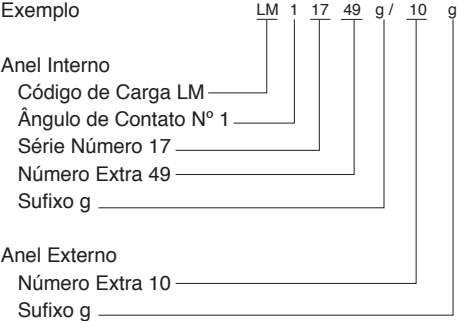 Exemplo LM 1 17 49 g / 10 g
Anel Interno
Código de Carga LM
Ângulo de Contato Nº 1
Série Número 17
Número Extra 49
Sufixo g
Anel Externo
Número Extra 10
Sufixo g